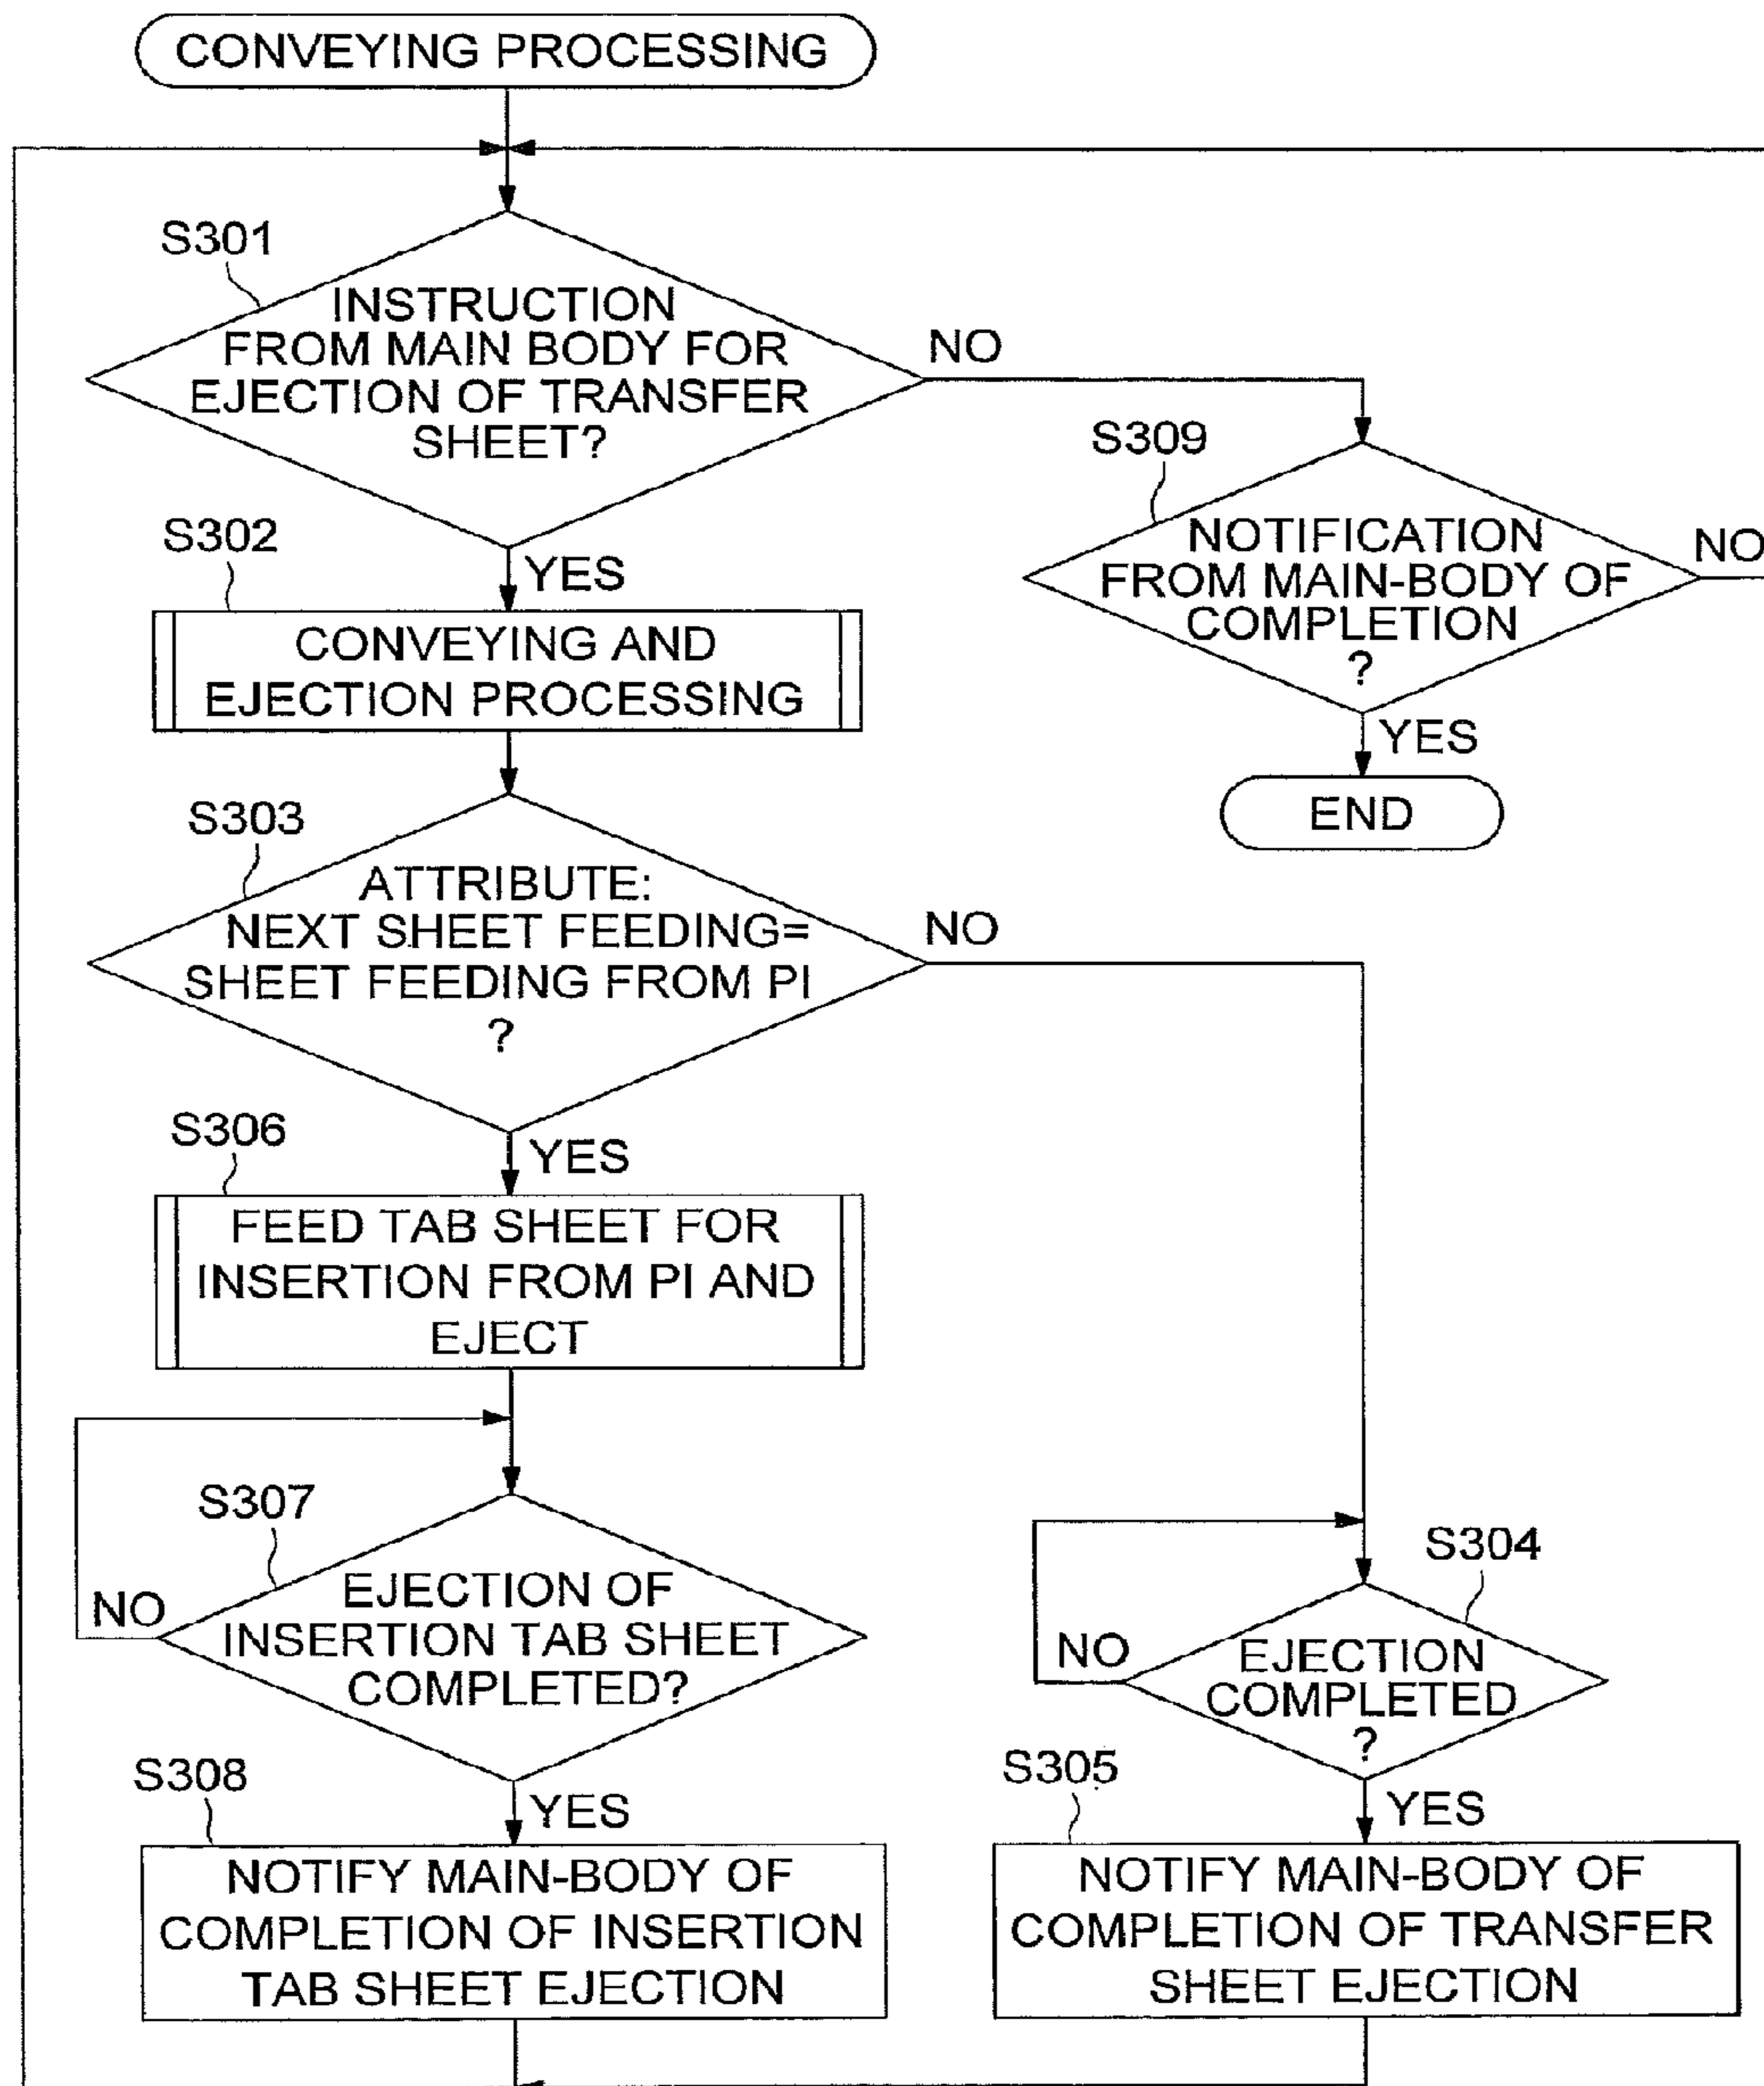 CONVEYING PROCESSING
S301
INSTRUCTION
FROM MAIN BODY FOR
EJECTION OF TRANSFER
SHEET?
NO
S309
NOTIFICATION
FROM MAIN-BODY OF
COMPLETION
?
NO
YES
END
YES
S302
CONVEYING AND
EJECTION PROCESSING
S303
ATTRIBUTE:
NEXT SHEET FEEDING=
SHEET FEEDING FROM PI
?
NO
YES
S306
FEED TAB SHEET FOR
INSERTION FROM PI AND
EJECT
S307
EJECTION OF
INSERTION TAB SHEET
COMPLETED?
NO
YES
S308
NOTIFY MAIN-BODY OF
COMPLETION OF INSERTION
TAB SHEET EJECTION
S304
EJECTION
COMPLETED
?
NO
YES
S305
NOTIFY MAIN-BODY OF
COMPLETION OF TRANSFER
SHEET EJECTION